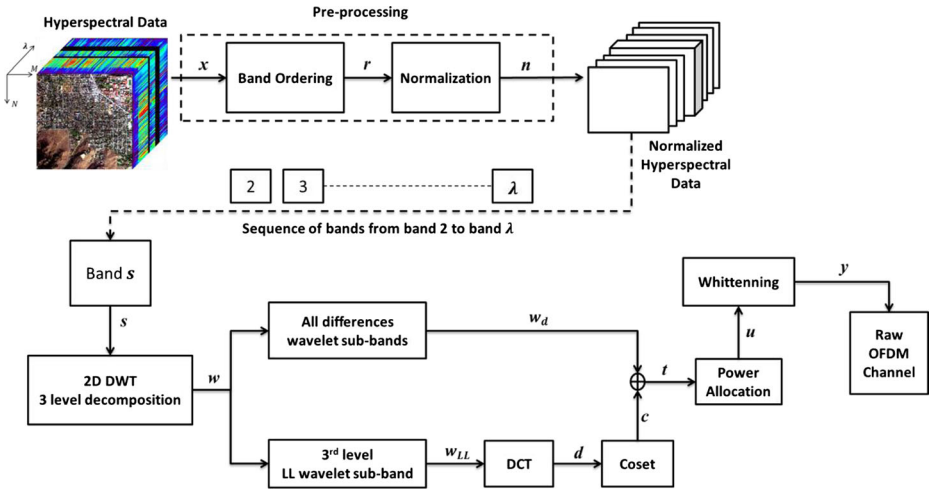 Pre-processing
Hyperspectral Data
λ
M
N
x
Band Ordering
r
Normalization
n
Normalized
Hyperspectral
Data
2
3
λ
Sequence of bands from band 2 to band λ
Band s
s
2D DWT
3 level decomposition
w
All differences
wavelet sub-bands
w_d
3rd level
LL wavelet sub-band
w_LL
DCT
d
Coset
c
t
Power
Allocation
u
Whittenning
y
Raw
OFDM
Channel